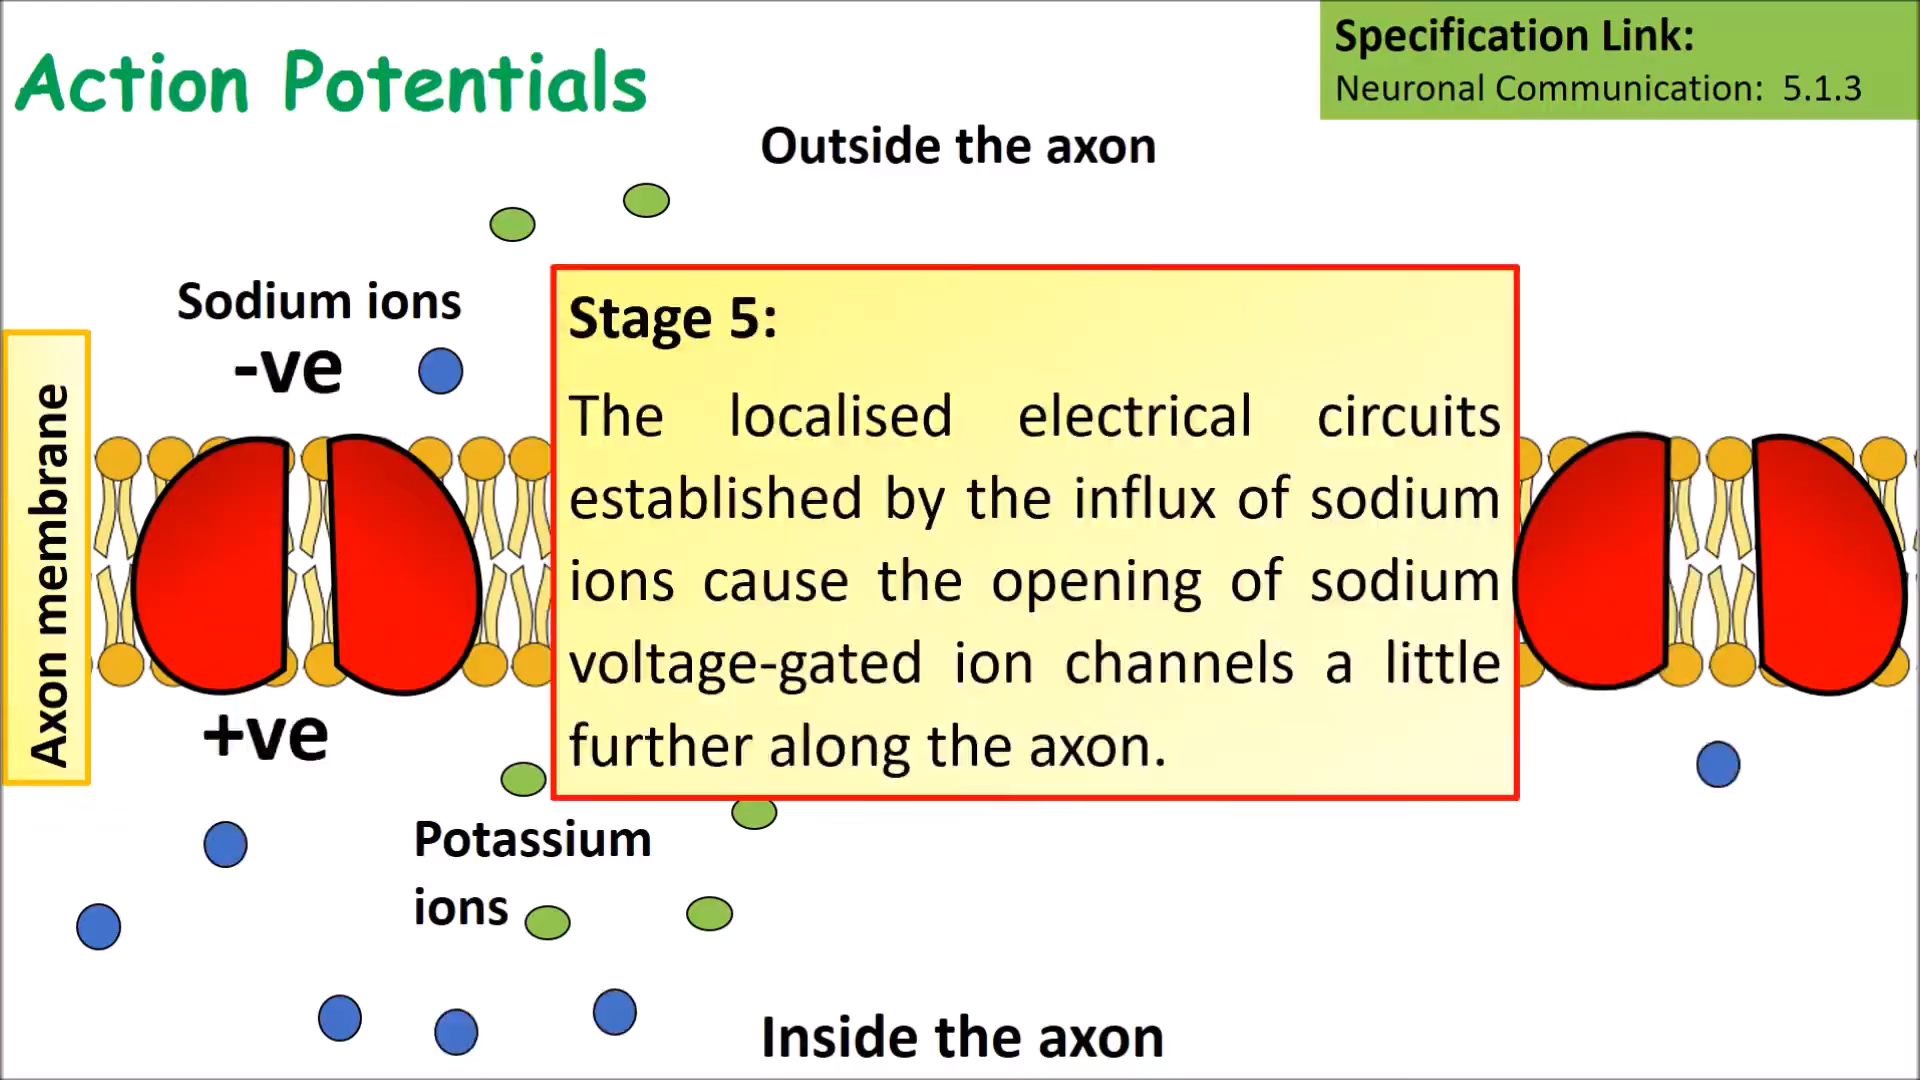 Action Potentials
Specification Link:
Neuronal Communication: 5.1.3
Outside the axon
Sodium ions
-ve
Axon membrane
+ve
Stage 5:
The localised electrical circuits
established by the influx of sodium
ions cause the opening of sodium
voltage-gated ion channels a little
further along the axon.
Potassium
ions
Inside the axon